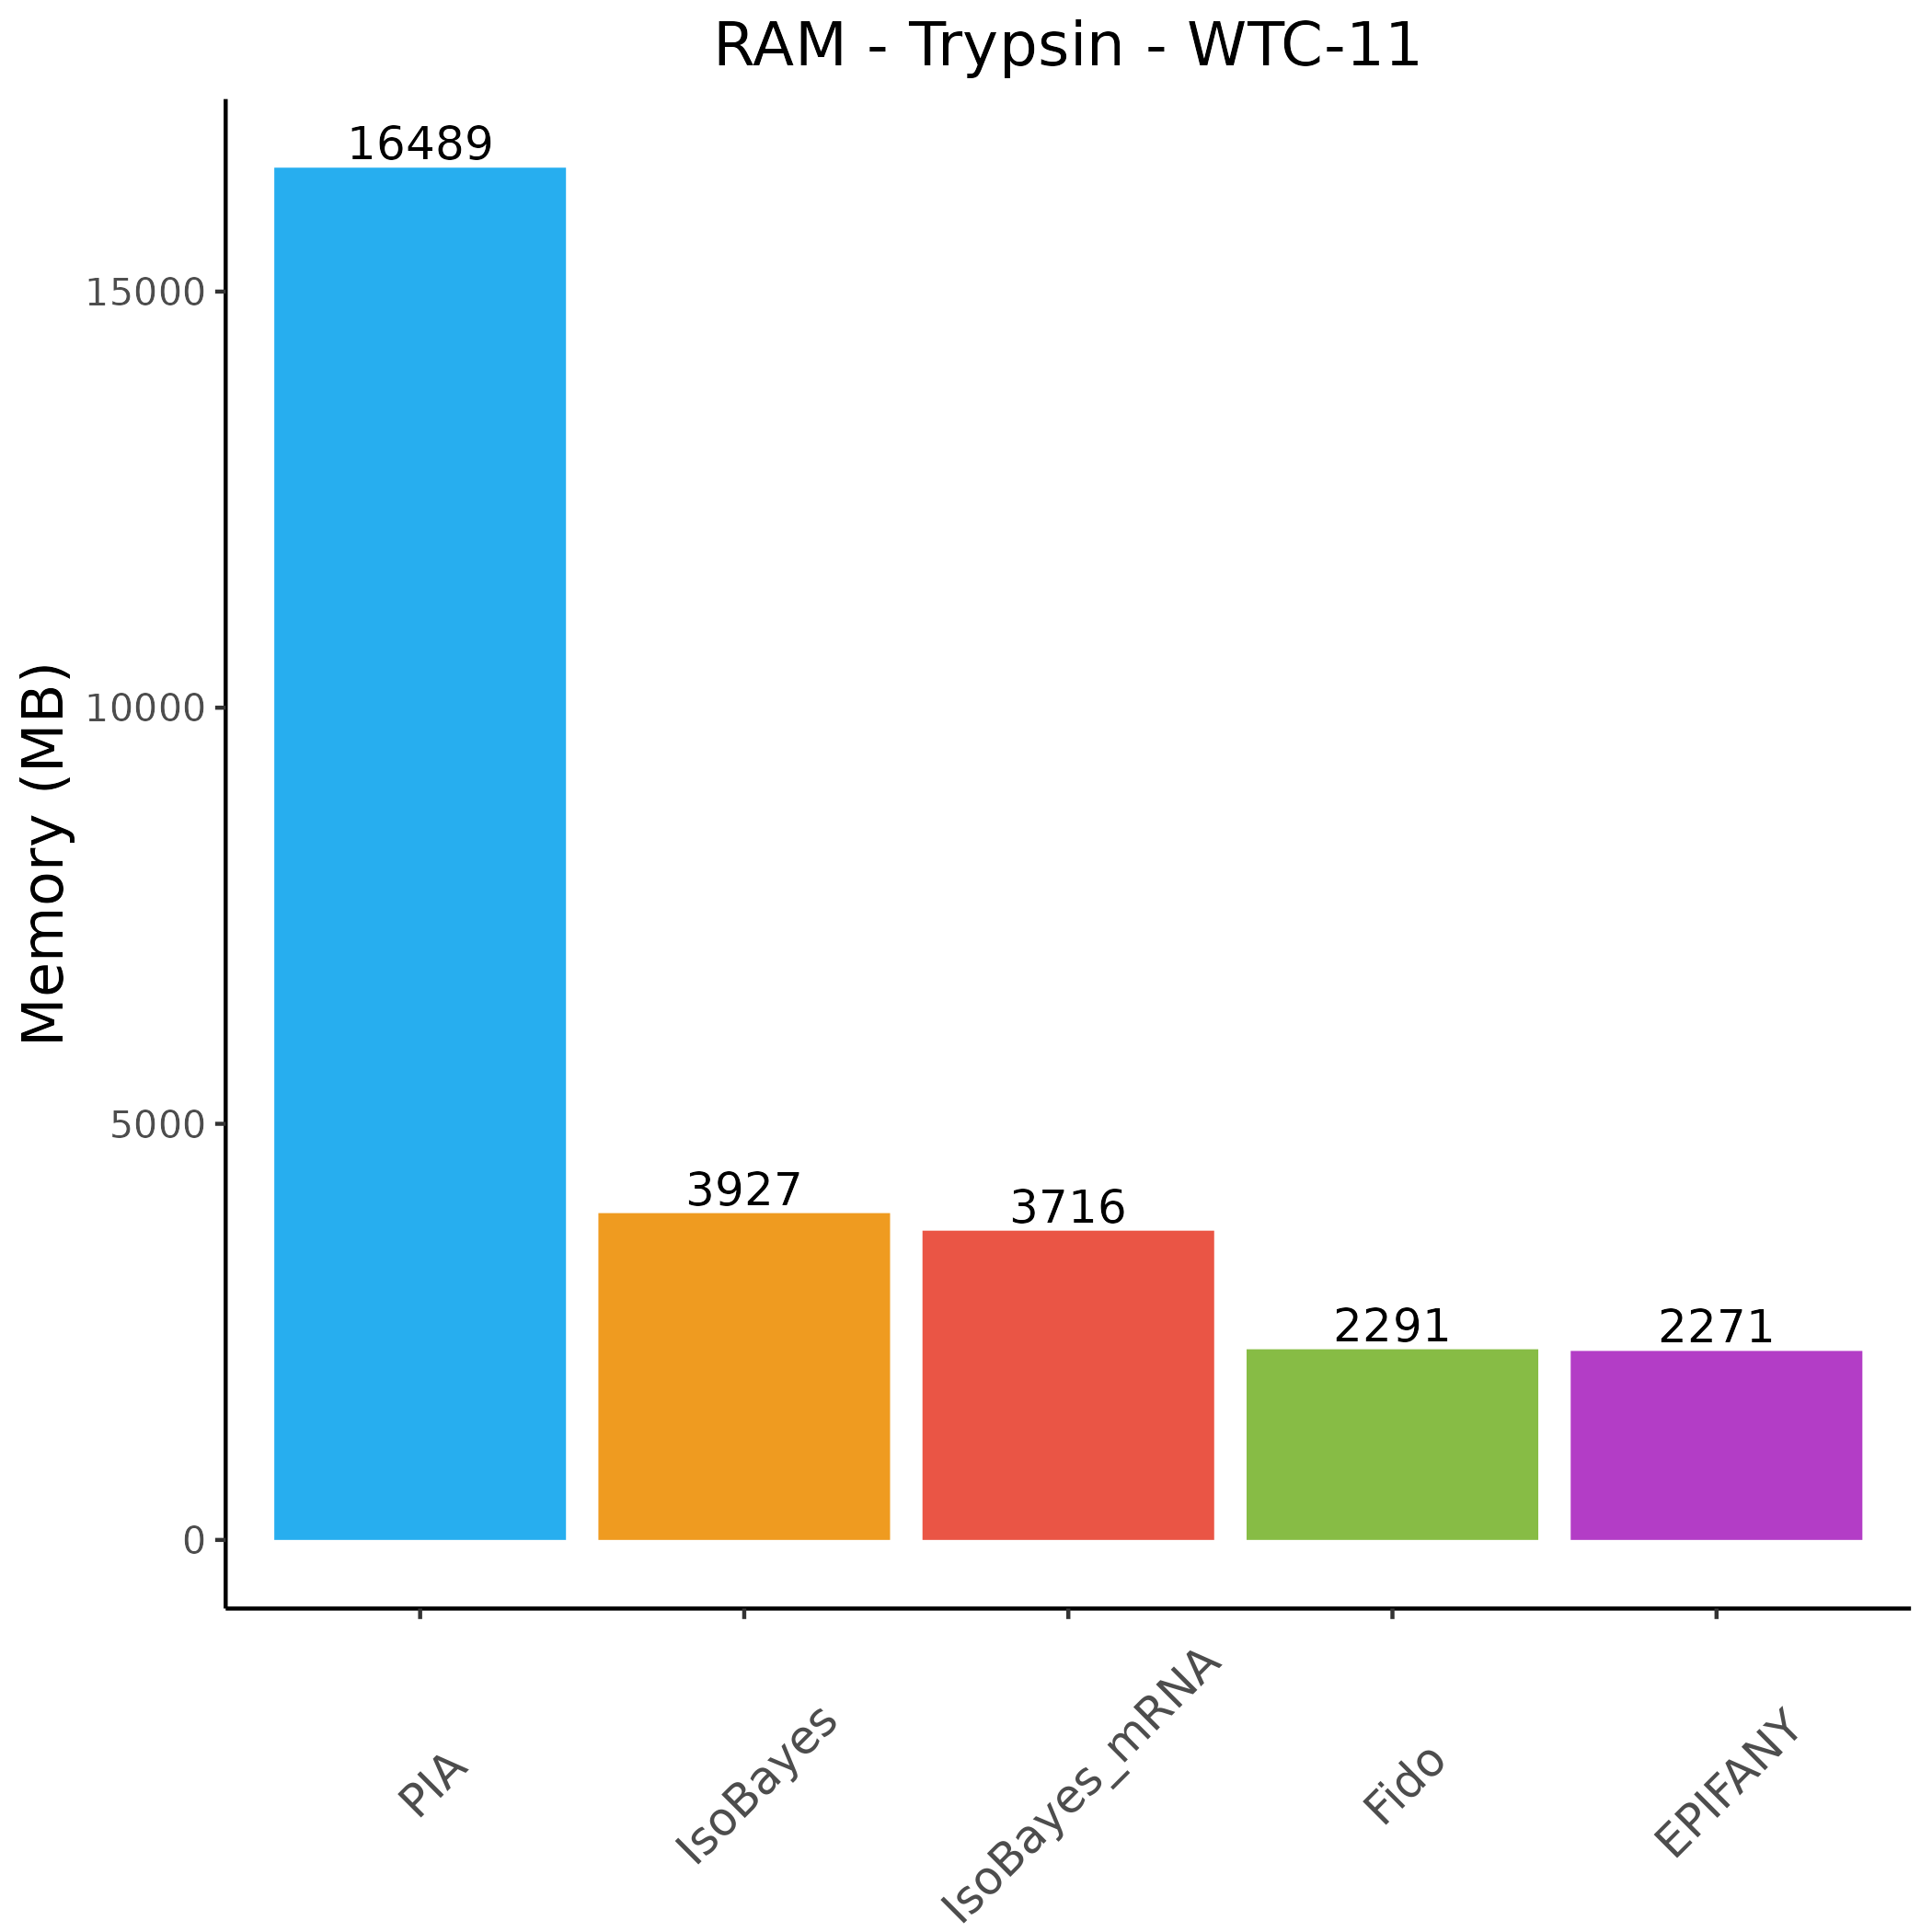 RAM - Trypsin - WTC-11
Memory (MB)
15000
10000
5000
0
16489
3927
3716
2291
2271
PIA
IsoBayes
IsoBayes_mRNA
Fido
EPIFANY